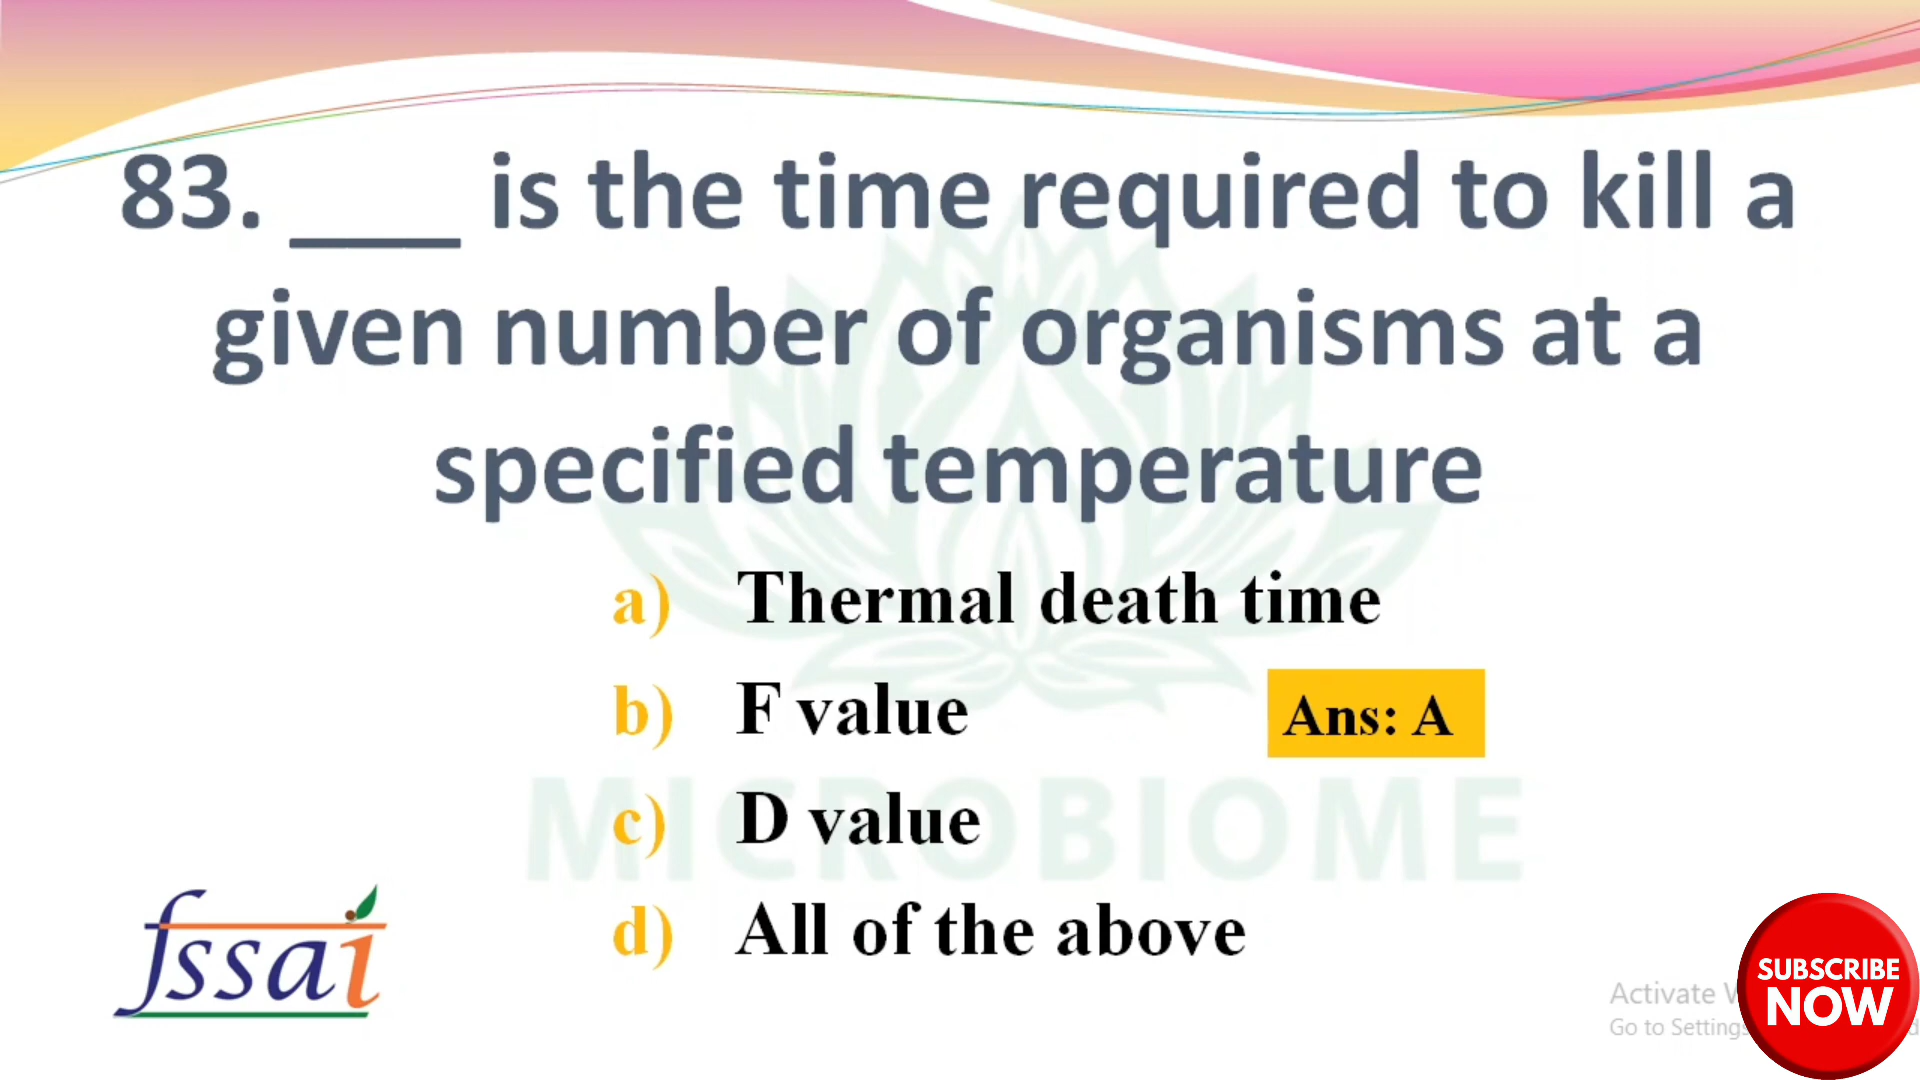 83. ___ is the time required to kill a
given number of organisms at a
specified temperature
a) Thermal death time
b) F value
Ans: A
c) D value
d) All of the above
MICROBIOME
fssai
Activate
Go to Settings
SUBSCRIBE
NOW